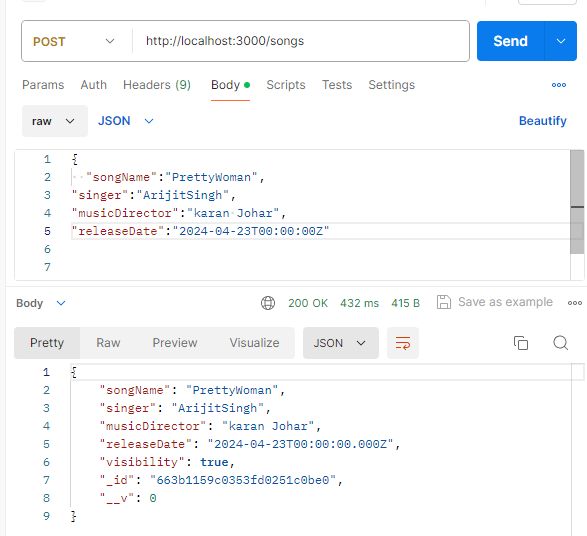 POST http://localhost:3000/songs Send
Params Auth Headers (9) Body Scripts Tests Settings
raw JSON Beautify
1 {
2 "songName":"PrettyWoman",
3 "singer":"ArijitSingh",
4 "musicDirector":"karan Johar",
5 "releaseDate":"2024-04-23T00:00:00Z"
6
7
Body 200 OK 432 ms 415 B Save as example
Pretty Raw Preview Visualize JSON
1 {
2 "songName": "PrettyWoman",
3 "singer": "ArijitSingh",
4 "musicDirector": "karan Johar",
5 "releaseDate": "2024-04-23T00:00:00.000Z",
6 "visibility": true,
7 "_id": "663b1159c0353fd0251c0be0",
8 "__v": 0
9 }